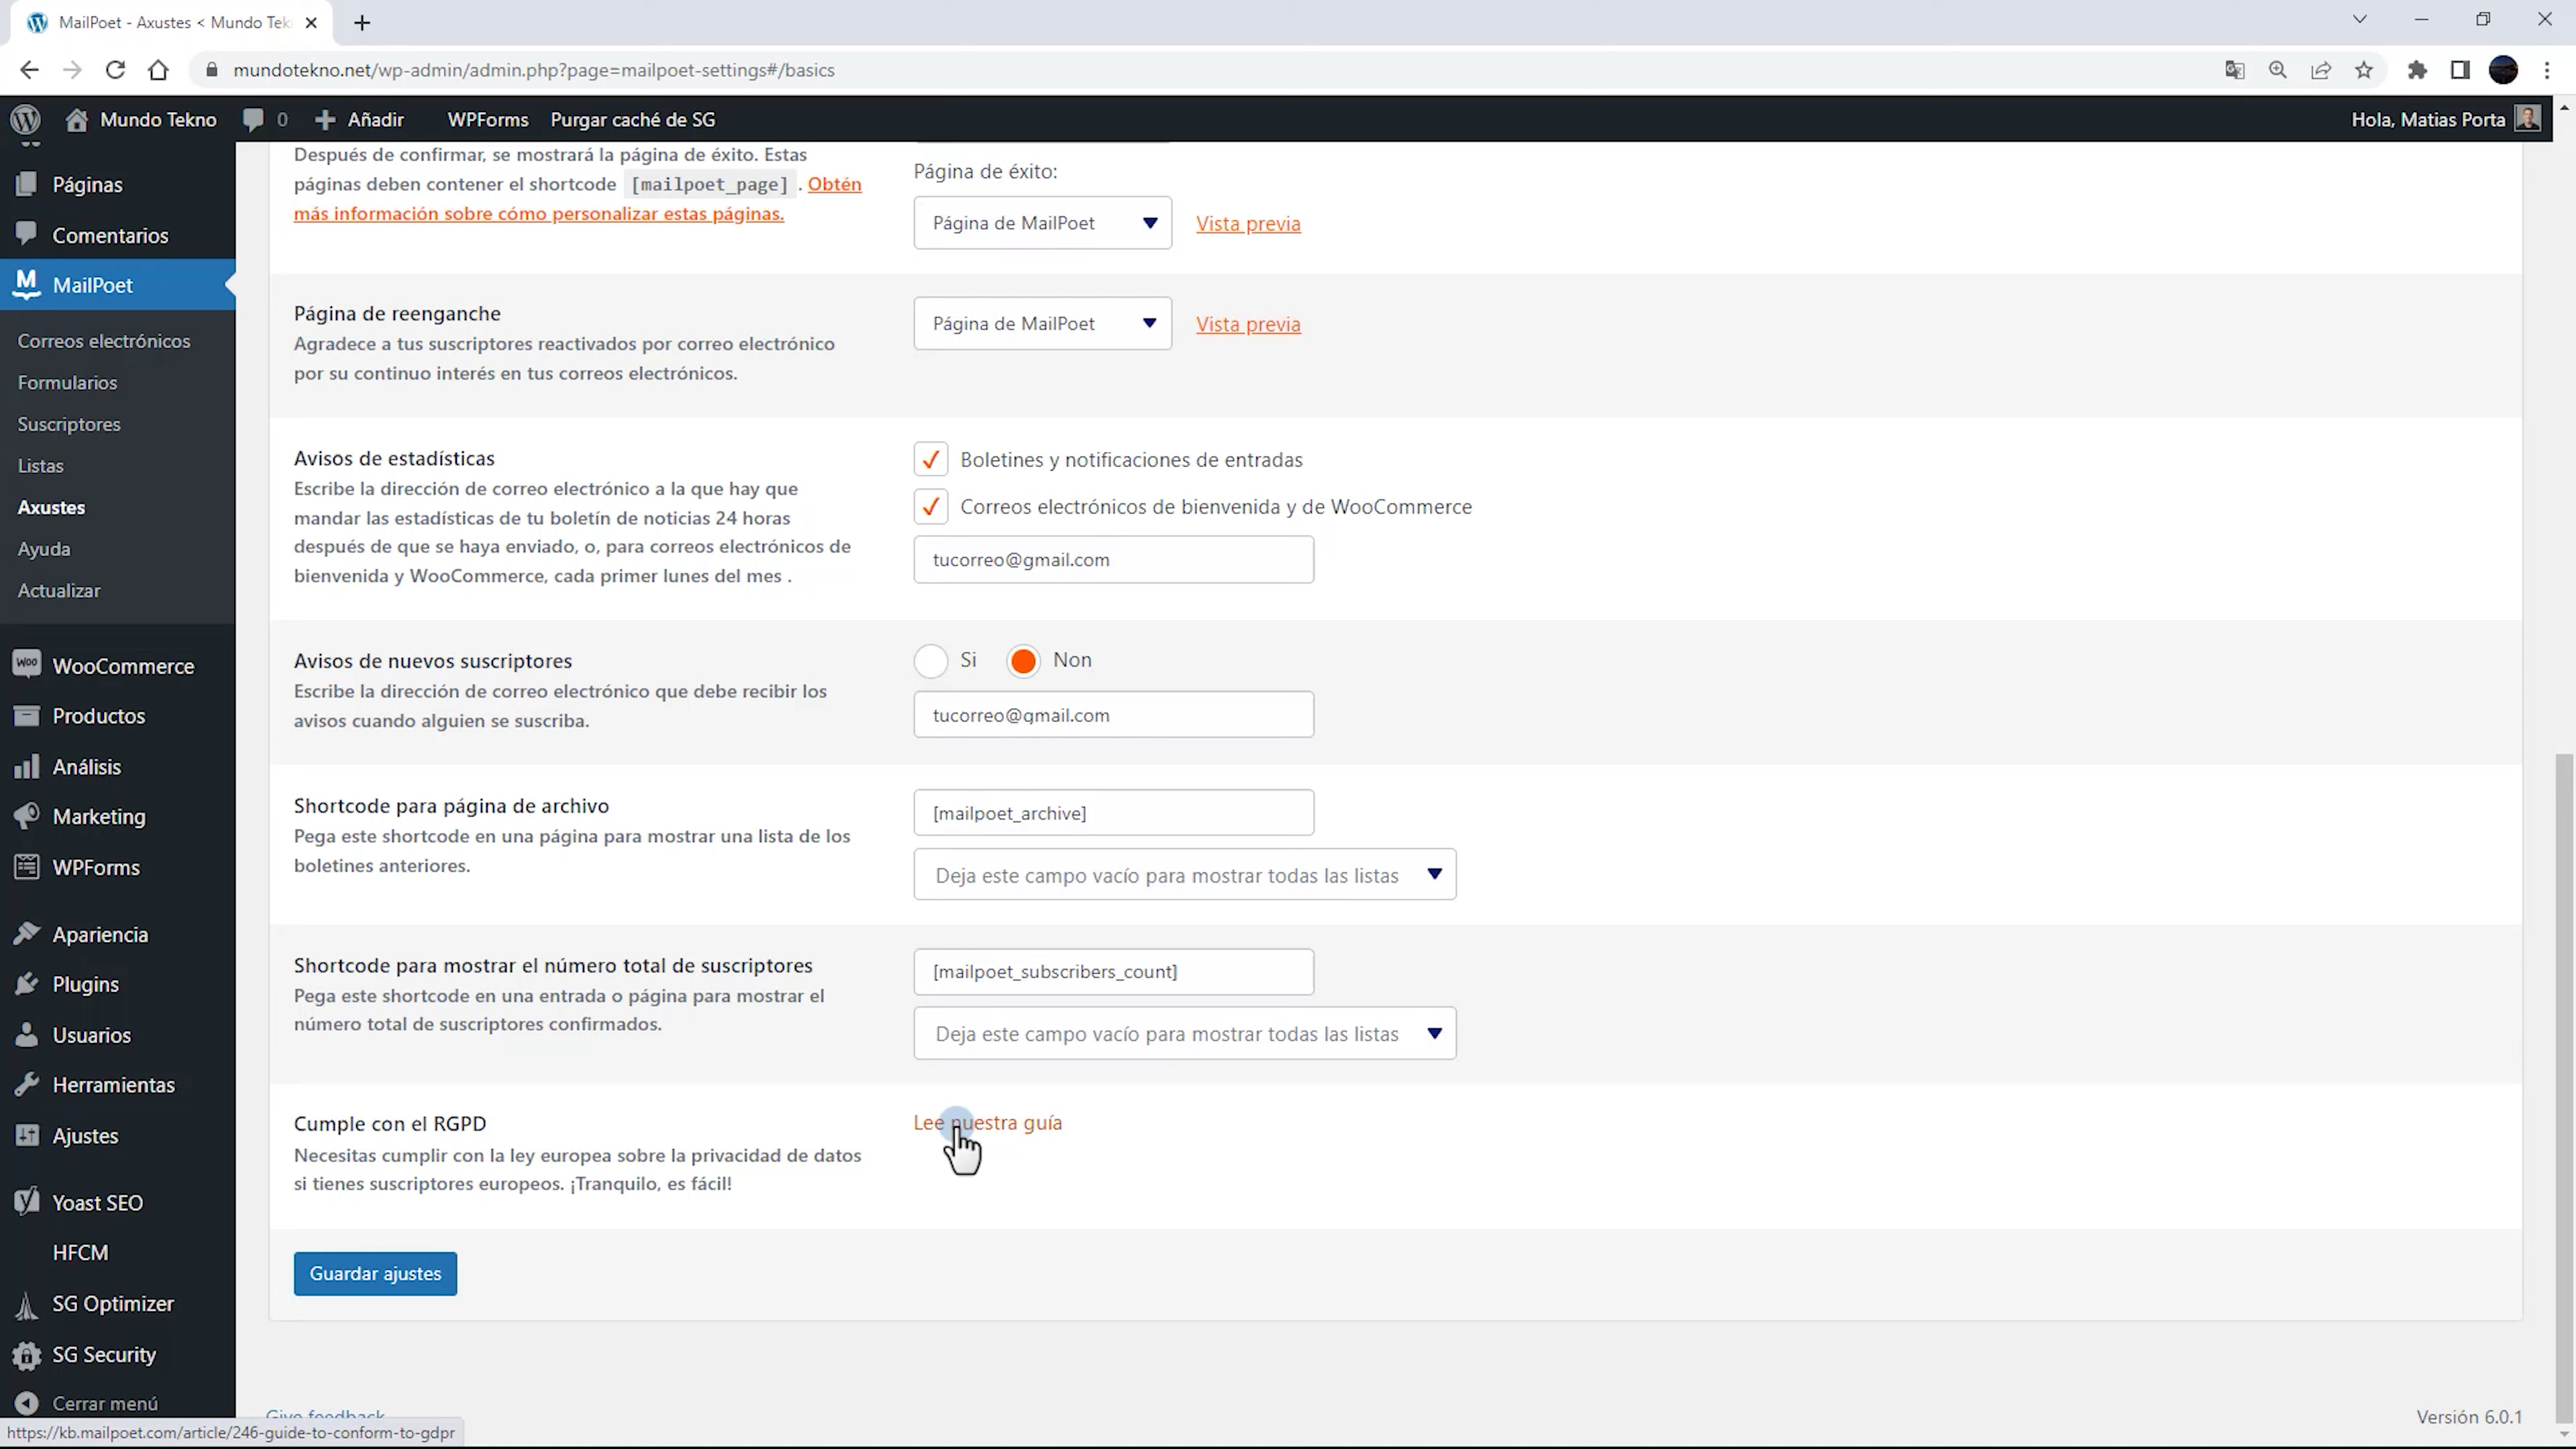 MailPoet - Axustes < Mundo Tek
mundotekno.net/wp-admin/admin.php?page=mailpoet-settings#/basics
Mundo Tekno
0
Añadir
WPForms
Purgar caché de SG
Hola, Matias Porta
Páginas
Comentarios
MailPoet
Correos electrónicos
Formularios
Suscriptores
Listas
Axustes
Ayuda
Actualizar
WooCommerce
Productos
Análisis
Marketing
WPForms
Apariencia
Plugins
Usuarios
Herramientas
Ajustes
Yoast SEO
HFCM
SG Optimizer
SG Security
Cerrar menú
Después de confirmar, se mostrará la página de éxito. Estas
páginas deben contener el shortcode [mailpoet_page] . Obtén
más información sobre cómo personalizar estas páginas.
Página de éxito:
Página de MailPoet
Vista previa
Página de reenganche
Agradece a tus suscriptores reactivados por correo electrónico
por su continuo interés en tus correos electrónicos.
Página de MailPoet
Vista previa
Avisos de estadísticas
Escribe la dirección de correo electrónico a la que hay que
mandar las estadísticas de tu boletín de noticias 24 horas
después de que se haya enviado, o, para correos electrónicos de
bienvenida y WooCommerce, cada primer lunes del mes .
Boletines y notificaciones de entradas
Correos electrónicos de bienvenida y de WooCommerce
tucorreo@gmail.com
Avisos de nuevos suscriptores
Escribe la dirección de correo electrónico que debe recibir los
avisos cuando alguien se suscriba.
Si
Non
tucorreo@gmail.com
Shortcode para página de archivo
Pega este shortcode en una página para mostrar una lista de los
boletines anteriores.
[mailpoet_archive]
Deja este campo vacío para mostrar todas las listas
Shortcode para mostrar el número total de suscriptores
Pega este shortcode en una entrada o página para mostrar el
número total de suscriptores confirmados.
[mailpoet_subscribers_count]
Deja este campo vacío para mostrar todas las listas
Cumple con el RGPD
Necesitas cumplir con la ley europea sobre la privacidad de datos
si tienes suscriptores europeos. ¡Tranquilo, es fácil!
Lee nuestra guía
Guardar ajustes
Give feedback
Versión 6.0.1
https://kb.mailpoet.com/article/246-guide-to-conform-to-gdpr